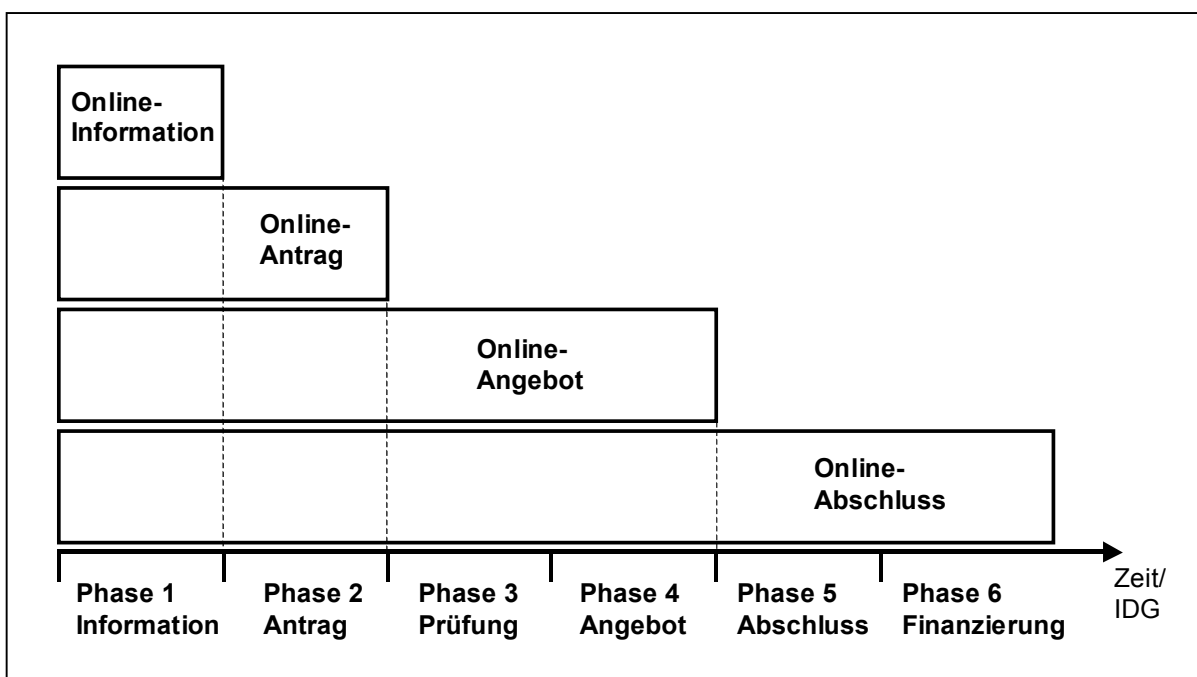 Online-
Information
Online-
Antrag
Online-
Angebot
Online-
Abschluss
Phase 1
Information
Phase 2
Antrag
Phase 3
Prüfung
Phase 4
Angebot
Phase 5
Abschluss
Phase 6
Finanzierung
Zeit/
IDG